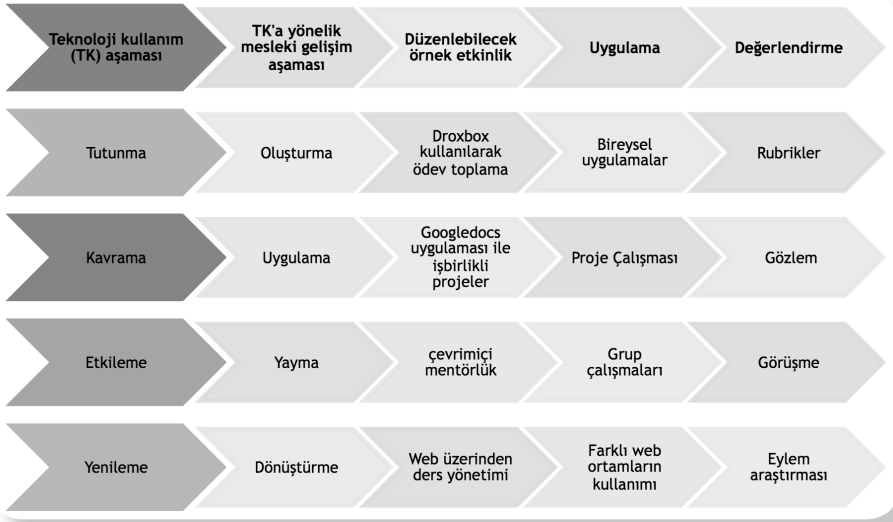 Teknoloji kullanım
(TK) aşaması
TK'a yönelik
mesleki gelişim
aşaması
Düzenlebilecek
örnek etkinlik
Uygulama
Değerlendirme
Tutunma
Oluşturma
Droxbox
kullanılarak
ödev toplama
Bireysel
uygulamalar
Rubrikler
Kavrama
Uygulama
Googledocs
uygulaması ile
işbirlikli
projeler
Proje Çalışması
Gözlem
Etkileme
Yayma
çevrimiçi
mentörlük
Grup
çalışmaları
Görüşme
Yenileme
Dönüştürme
Web üzerinden
ders yönetimi
Farklı web
ortamların
kullanımı
Eylem
araştırması